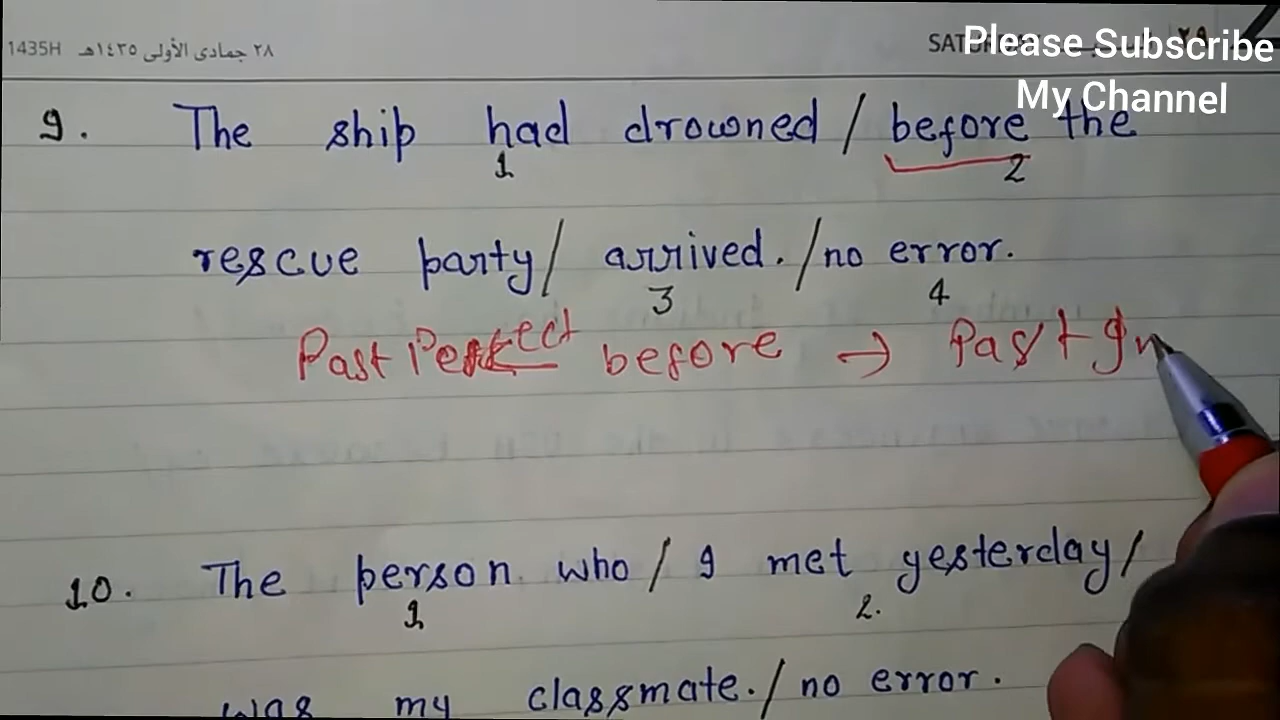 1435H ٢٨ جمادى الأولى ١٤٣٥هـ
Please Subscribe
My Channel
9. The ship had drowned / before the
1 2
rescue party / arrived. / no error.
3 4
Past Perfect before → Past In
10. The person who / I met yesterday /
1 2.
was my classmate. / no error.